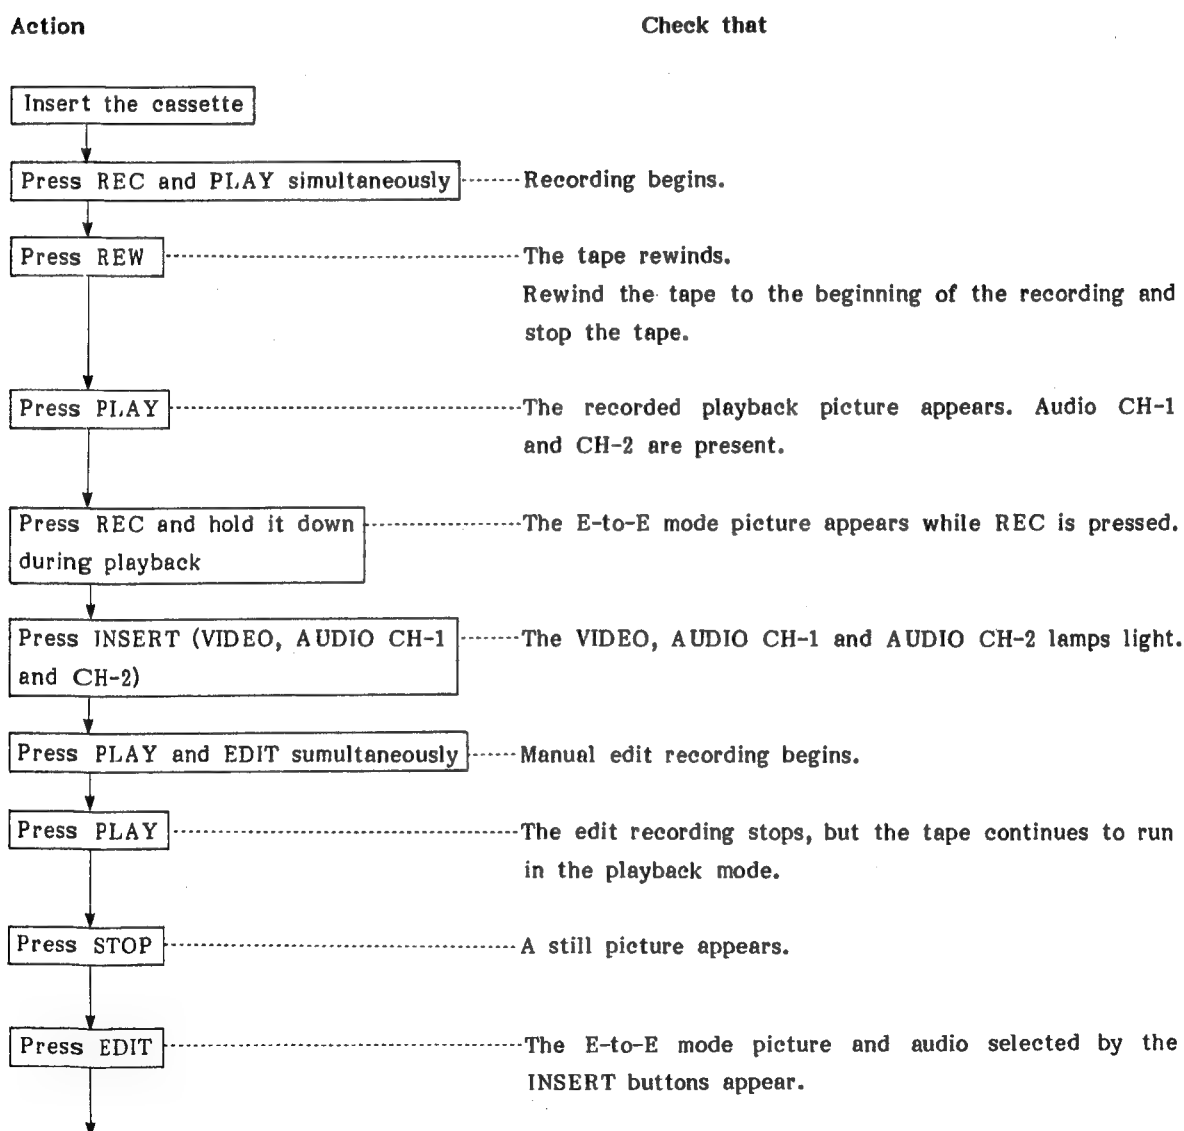 Action Check that
Insert the cassette
Press REC and PLAY simultaneously Recording begins.
Press REW The tape rewinds.
Rewind the tape to the beginning of the recording and
stop the tape.
Press PLAY The recorded playback picture appears. Audio CH-1
and CH-2 are present.
Press REC and hold it down The E-to-E mode picture appears while REC is pressed.
during playback
Press INSERT (VIDEO, AUDIO CH-1 The VIDEO, AUDIO CH-1 and AUDIO CH-2 lamps light.
and CH-2)
Press PLAY and EDIT sumultaneously Manual edit recording begins.
Press PLAY The edit recording stops, but the tape continues to run
in the playback mode.
Press STOP A still picture appears.
Press EDIT The E-to-E mode picture and audio selected by the
INSERT buttons appear.